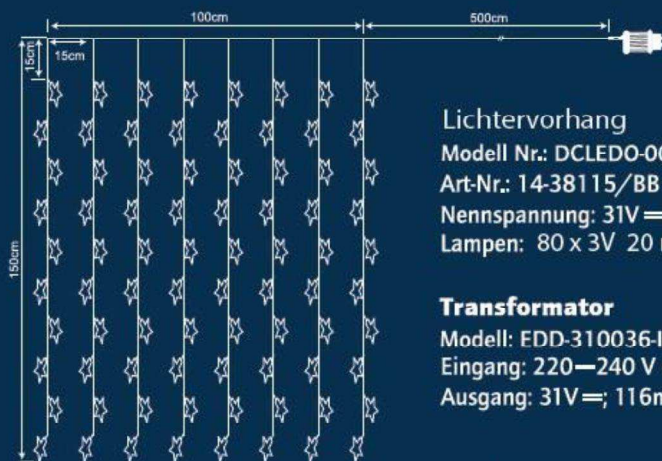 100cm
500cm
15cm
15cm
150cm
Lichtervorhang
Modell Nr.: DCLEDO-00
Art-Nr.: 14-38115/BB
Nennspannung: 31V⎓
Lampen: 80 x 3V 20
Transformator
Modell: EDD-310036-I
Eingang: 220—240 V
Ausgang: 31V⎓; 116m